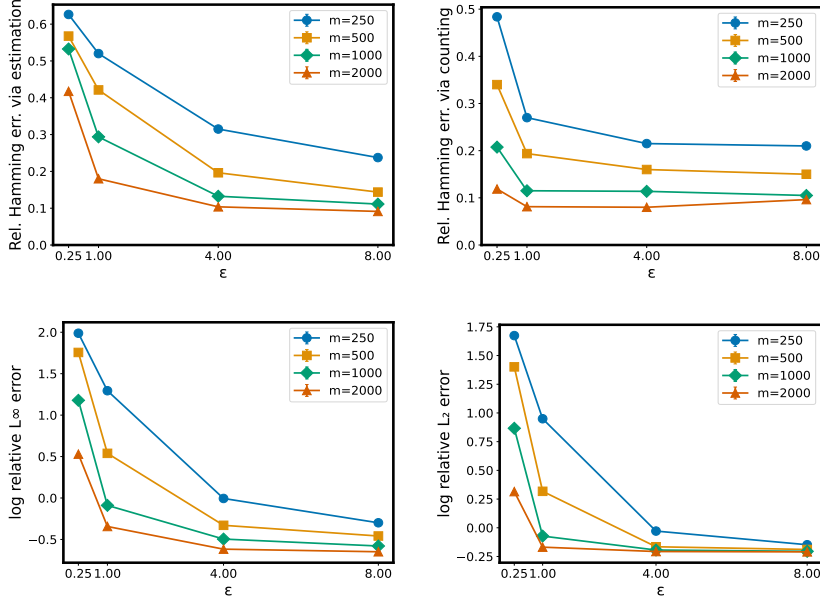 Rel. Hamming err. via estimation
0.6
0.5
0.4
0.3
0.2
0.1
0.0
0.25
1.00
4.00
8.00
ε
m=250
m=500
m=1000
m=2000
Rel. Hamming err. via counting
0.5
0.4
0.3
0.2
0.1
0.0
0.25
1.00
4.00
8.00
ε
m=250
m=500
m=1000
m=2000
log relative L∞ error
2.0
1.5
1.0
0.5
0.0
−0.5
0.25
1.00
4.00
8.00
ε
m=250
m=500
m=1000
m=2000
log relative L₂ error
1.75
1.50
1.25
1.00
0.75
0.50
0.25
0.00
−0.25
0.25
1.00
4.00
8.00
ε
m=250
m=500
m=1000
m=2000